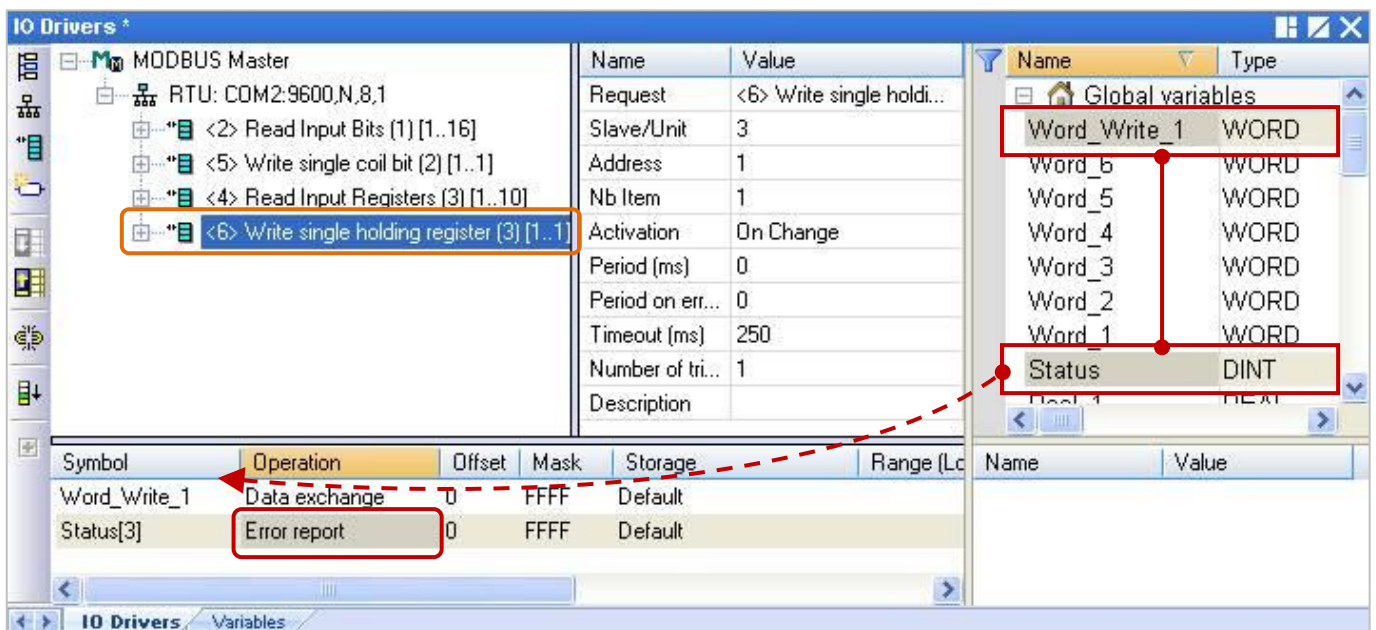 IO Drivers *
MODBUS Master
RTU: COM2:9600,N,8,1
<2> Read Input Bits (1) [1..16]
<5> Write single coil bit (2) [1..1]
<4> Read Input Registers (3) [1..10]
<6> Write single holding register (3) [1..1]
Name Value
Request <6> Write single holdi...
Slave/Unit 3
Address 1
Nb Item 1
Activation On Change
Period (ms) 0
Period on err... 0
Timeout (ms) 250
Number of tri... 1
Description
Name Type
Global variables
Word_Write_1 WORD
Word_6 WORD
Word_5 WORD
Word_4 WORD
Word_3 WORD
Word_2 WORD
Word_1 WORD
Status DINT
Symbol Operation Offset Mask Storage Range (Lo
Word_Write_1 Data exchange 0 FFFF Default
Status[3] Error report 0 FFFF Default
Name Value
IO Drivers Variables